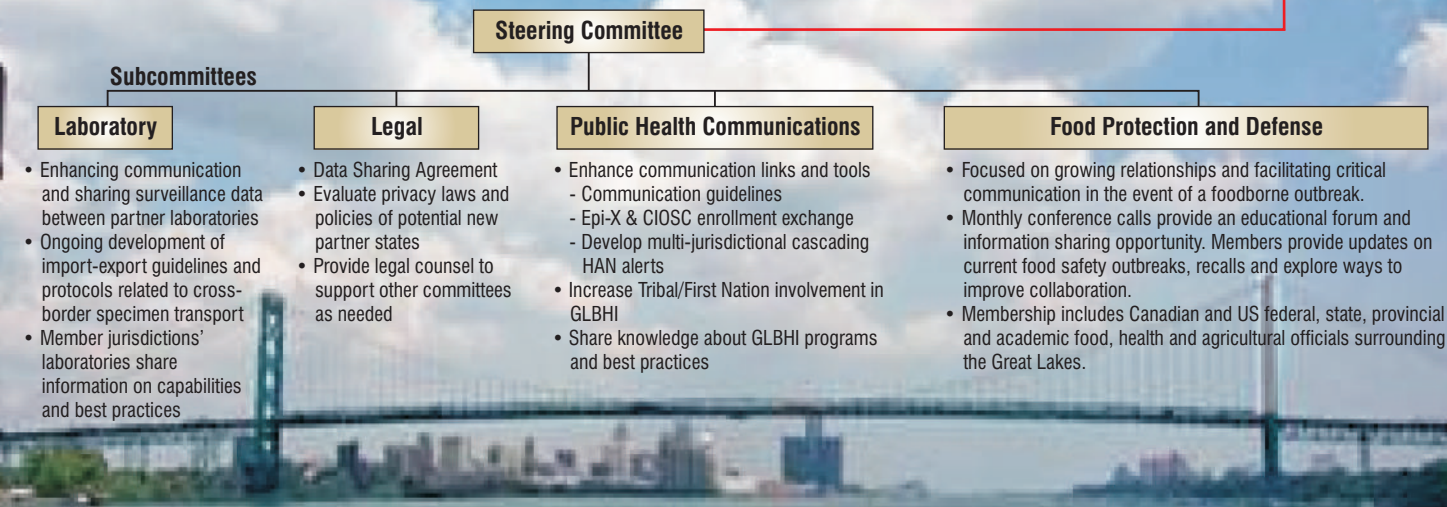 Steering Committee
Subcommittees
Laboratory
• Enhancing communication
and sharing surveillance data
between partner laboratories
• Ongoing development of
import-export guidelines and
protocols related to cross-
border specimen transport
• Member jurisdictions’
laboratories share
information on capabilities
and best practices
Legal
• Data Sharing Agreement
• Evaluate privacy laws and
policies of potential new
partner states
• Provide legal counsel to
support other committees
as needed
Public Health Communications
• Enhance communication links and tools
- Communication guidelines
- Epi-X & CIOSC enrollment exchange
- Develop multi-jurisdictional cascading
HAN alerts
• Increase Tribal/First Nation involvement in
GLBHI
• Share knowledge about GLBHI programs
and best practices
Food Protection and Defense
• Focused on growing relationships and facilitating critical
communication in the event of a foodborne outbreak.
• Monthly conference calls provide an educational forum and
information sharing opportunity. Members provide updates on
current food safety outbreaks, recalls and explore ways to
improve collaboration.
• Membership includes Canadian and US federal, state, provincial
and academic food, health and agricultural officials surrounding
the Great Lakes.